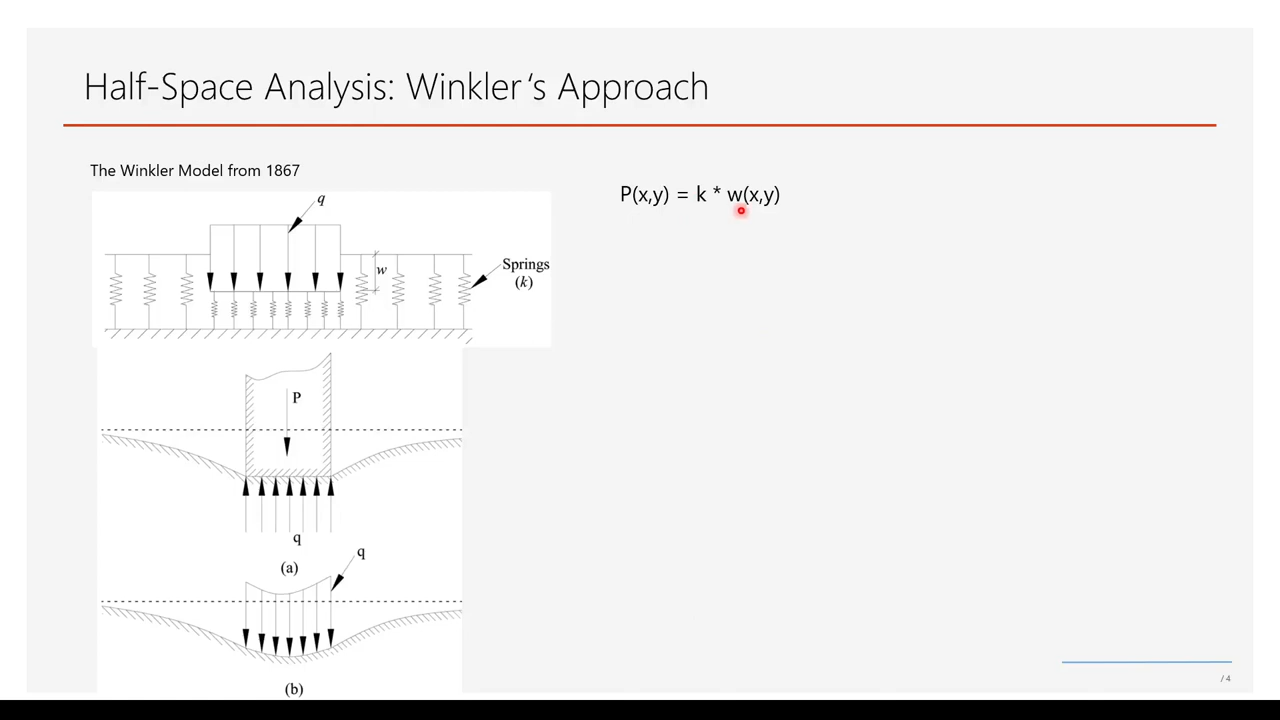 Half-Space Analysis: Winkler‘s Approach
The Winkler Model from 1867
P(x,y) = k * w(x,y)
q
w
Springs
(k)
P
q
(a)
q
(b)
/ 4